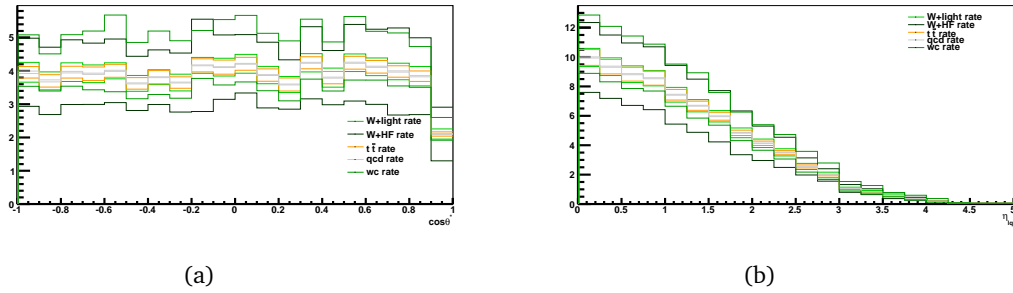 5
4
3
2
1
0
-1 -0.8 -0.6 -0.4 -0.2 0 0.2 0.4 0.6 0.8 1
cosθ*
W+light rate
W+HF rate
t t̄ rate
qcd rate
wc rate
(a)
12
10
8
6
4
2
0
0 0.5 1 1.5 2 2.5 3 3.5 4 4.5 5
η_lq
W+light rate
W+HF rate
t t̄ rate
qcd rate
wc rate
(b)